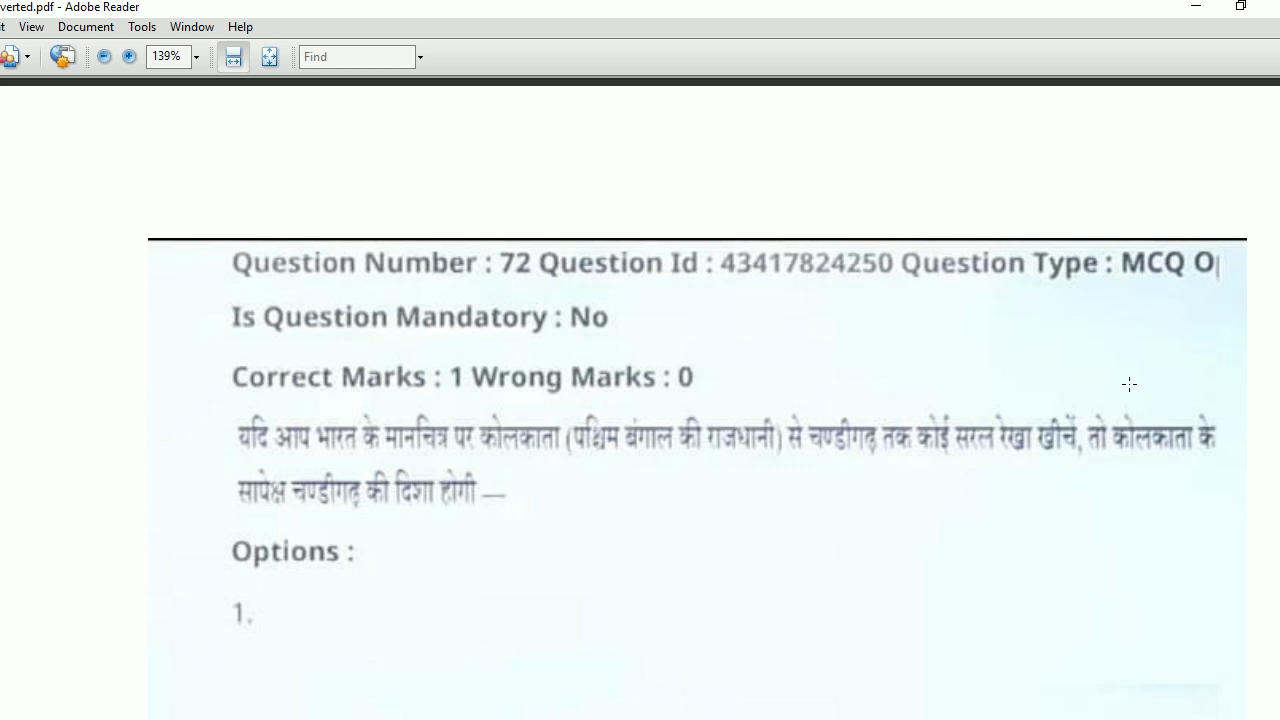 verted.pdf - Adobe Reader
it View Document Tools Window Help
139% Find
Question Number : 72 Question Id : 43417824250 Question Type : MCQ O
Is Question Mandatory : No
Correct Marks : 1 Wrong Marks : 0
यदि आप भारत के मानचित्र पर कोलकाता (पश्चिम बंगाल की राजधानी) से चण्डीगढ़ तक कोई सरल रेखा खीचें, तो कोलकाता के
सापेक्ष चण्डीगढ़ की दिशा होगी —
Options :
1.